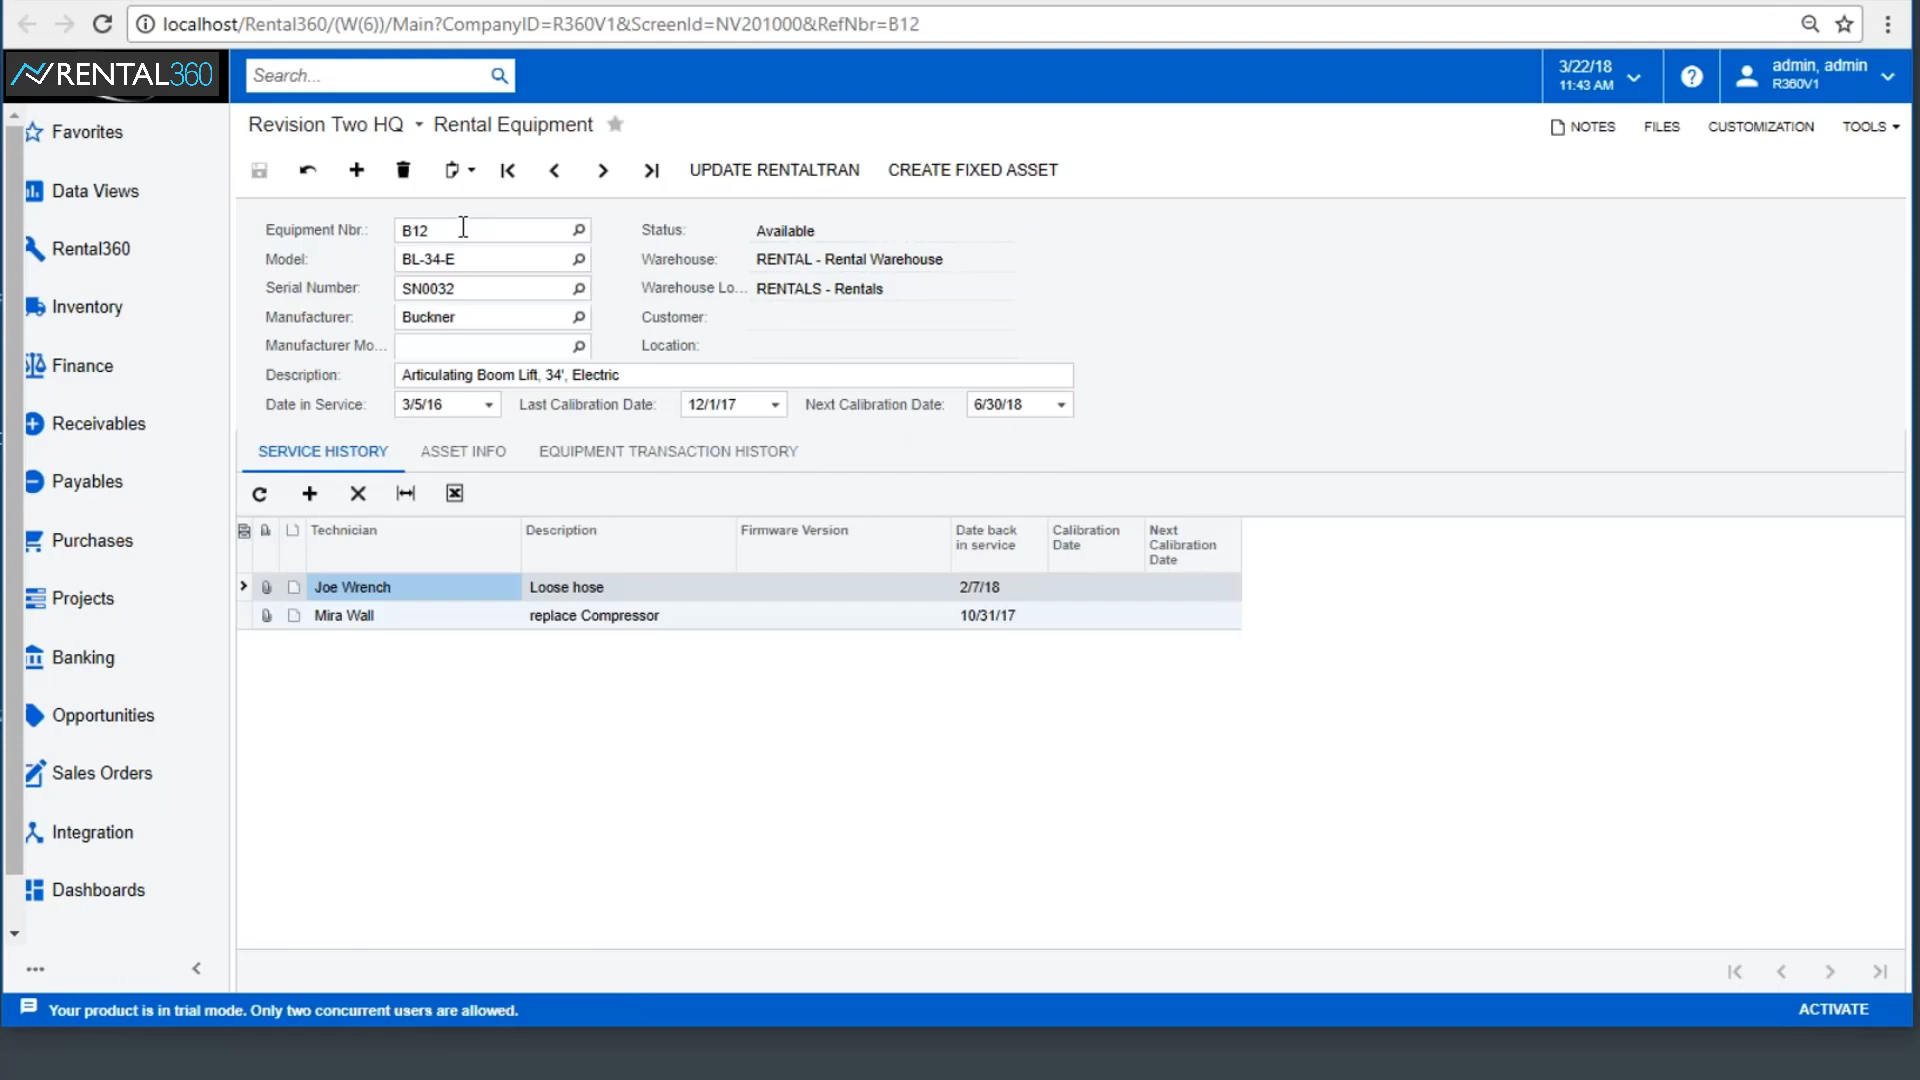 localhost/Rental360/(W(6))/Main?CompanyID=R360V1&ScreenId=NV201000&RefNbr=B12
RENTAL360
Search...
3/22/18
11:43 AM
admin, admin
R360V1
Revision Two HQ Rental Equipment
NOTES FILES CUSTOMIZATION TOOLS
UPDATE RENTALTRAN CREATE FIXED ASSET
Favorites
Data Views
Rental360
Inventory
Finance
Receivables
Payables
Purchases
Projects
Banking
Opportunities
Sales Orders
Integration
Dashboards
Equipment Nbr.: B12 Status: Available
Model: BL-34-E Warehouse: RENTAL - Rental Warehouse
Serial Number: SN0032 Warehouse Lo... RENTALS - Rentals
Manufacturer: Buckner Customer:
Manufacturer Mo... Location:
Description: Articulating Boom Lift, 34', Electric
Date in Service: 3/5/16 Last Calibration Date: 12/1/17 Next Calibration Date: 6/30/18
SERVICE HISTORY ASSET INFO EQUIPMENT TRANSACTION HISTORY
Technician Description Firmware Version Date back in service Calibration Date Next Calibration Date
Joe Wrench Loose hose 2/7/18
Mira Wall replace Compressor 10/31/17
Your product is in trial mode. Only two concurrent users are allowed. ACTIVATE